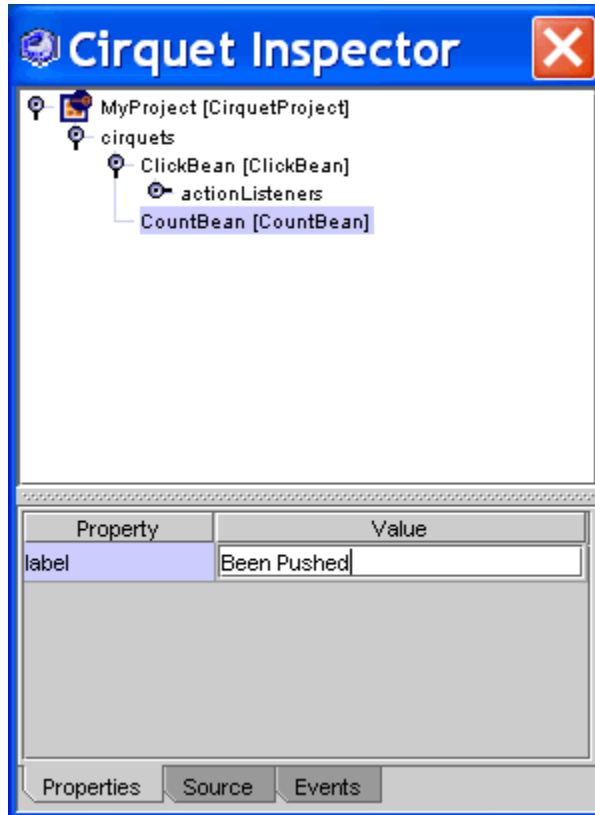 Cirquet Inspector
MyProject [CirquetProject]
cirquets
ClickBean [ClickBean]
actionListeners
CountBean [CountBean]
Property Value
label Been Pushed
Properties Source Events